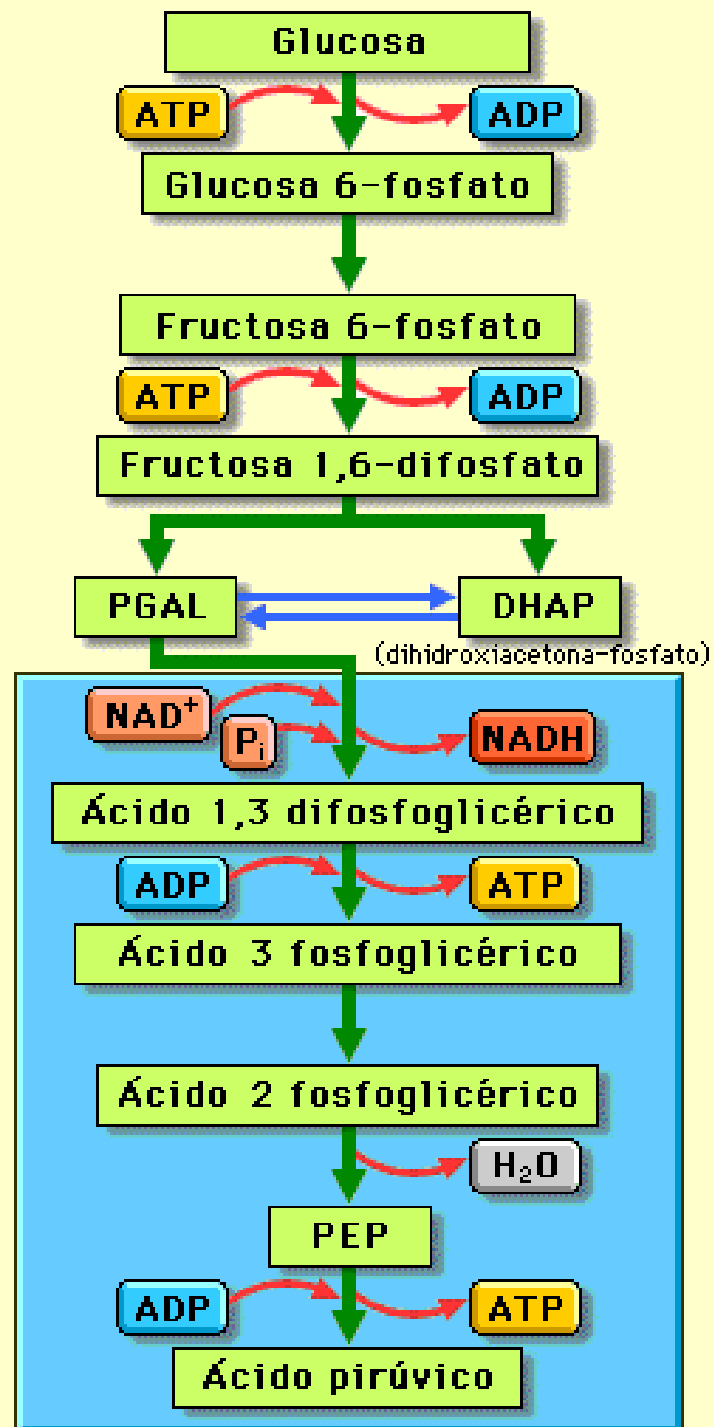 Glucosa
ATP ADP
Glucosa 6-fosfato
Fructosa 6-fosfato
ATP ADP
Fructosa 1,6-difosfato
PGAL DHAP
(dihidroxiacetona-fosfato)
NAD⁺
Pᵢ NADH
Ácido 1,3 difosfoglicérico
ADP ATP
Ácido 3 fosfoglicérico
Ácido 2 fosfoglicérico
H₂O
PEP
ADP ATP
Ácido pirúvico